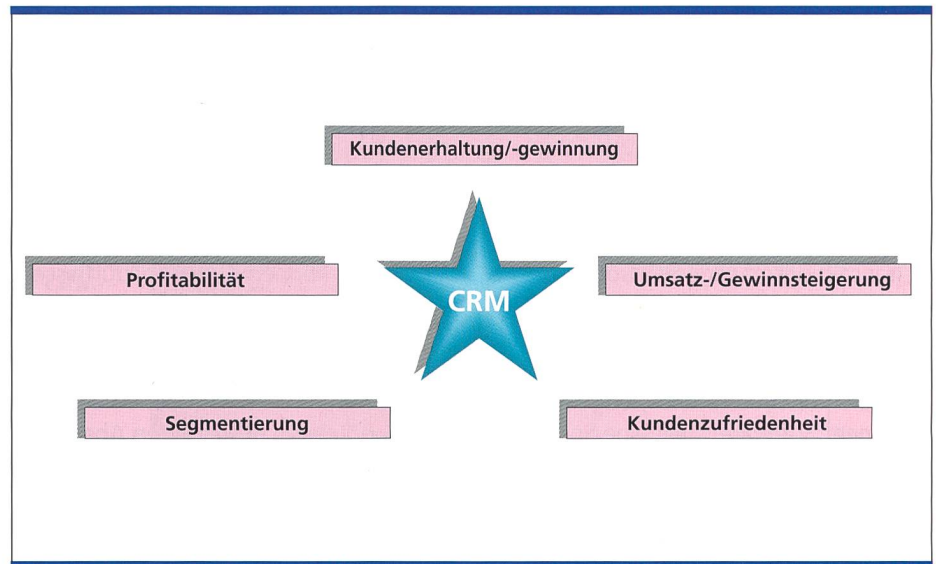 Kundenerhaltung/-gewinnung
Profitabilität
CRM
Umsatz-/Gewinnsteigerung
Segmentierung
Kundenzufriedenheit